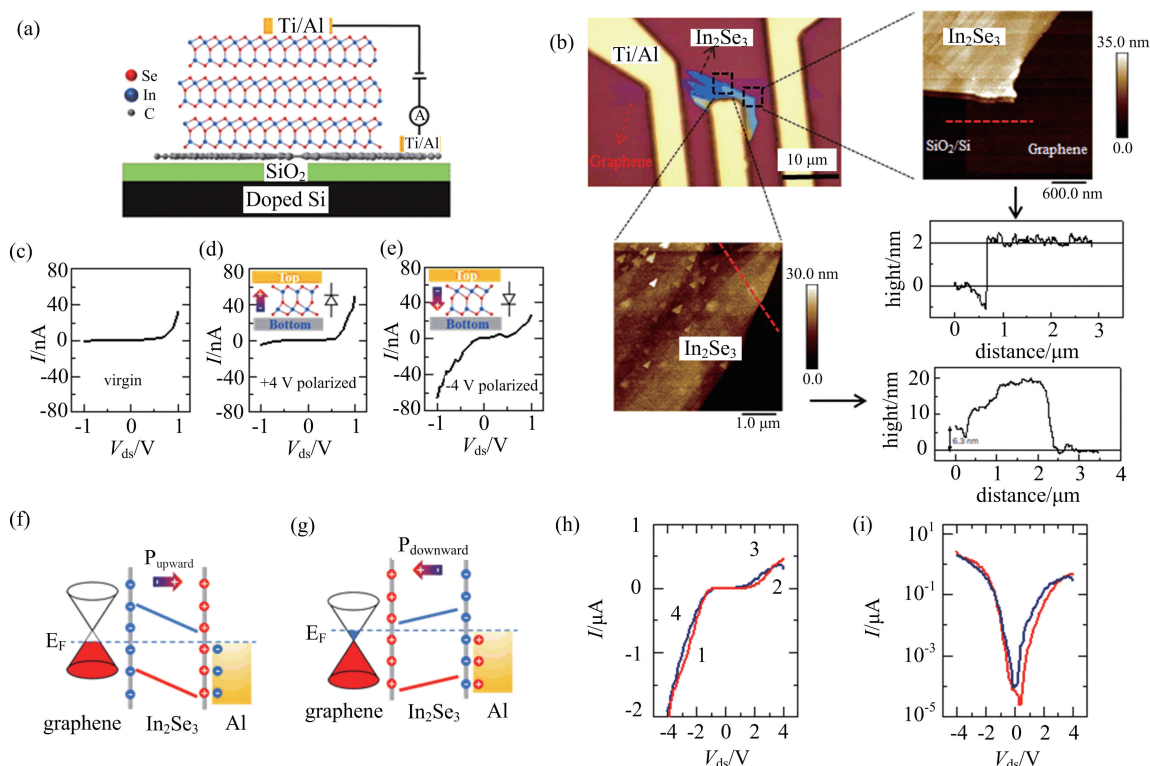 (a)
Ti/Al
Se
In
C
A
Ti/Al
SiO₂
Doped Si
(b)
Ti/Al
In₂Se₃
Graphene
10 μm
In₂Se₃
35.0 nm
0.0
SiO₂/Si
Graphene
600.0 nm
In₂Se₃
30.0 nm
0.0
1.0 μm
hight/nm
2
0
0 1 2 3
distance/μm
hight/nm
20
10
0
6.3 nm
0 1 2 3 4
distance/μm
(c)
I/nA
80
40
0
-40
-80
virgin
-1 0 1
Vds/V
(d)
I/nA
80
40
0
-40
-80
Top
Bottom
+4 V polarized
-1 0 1
Vds/V
(e)
I/nA
80
40
0
-40
-80
Top
Bottom
-4 V polarized
-1 0 1
Vds/V
(f)
Pupward
EF
graphene In₂Se₃ Al
(g)
Pdownward
EF
graphene In₂Se₃ Al
(h)
I/μA
1
0
-1
-2
3
2
4
1
-4 -2 0 2 4
Vds/V
(i)
I/μA
10¹
10⁻¹
10⁻³
10⁻⁵
-4 -2 0 2 4
Vds/V